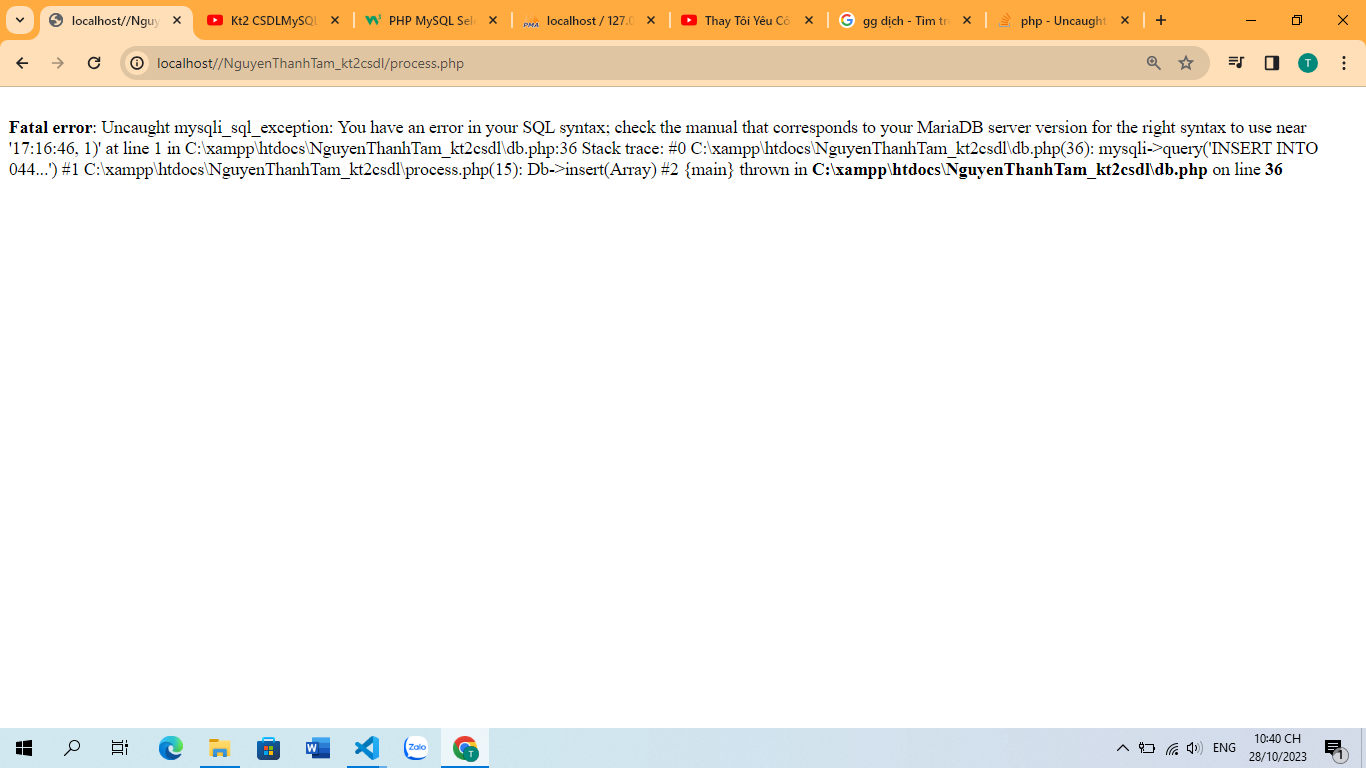 localhost//Nguy
Kt2 CSDLMySQL
PHP MySQL Sele
PMA
localhost / 127.0
Thay Tôi Yêu Cô
gg dịch - Tìm tr
php - Uncaught
localhost//NguyenThanhTam_kt2csdl/process.php
T
Fatal error: Uncaught mysqli_sql_exception: You have an error in your SQL syntax; check the manual that corresponds to your MariaDB server version for the right syntax to use near
'17:16:46, 1)' at line 1 in C:\xampp\htdocs\NguyenThanhTam_kt2csdl\db.php:36 Stack trace: #0 C:\xampp\htdocs\NguyenThanhTam_kt2csdl\db.php(36): mysqli->query('INSERT INTO
044...') #1 C:\xampp\htdocs\NguyenThanhTam_kt2csdl\process.php(15): Db->insert(Array) #2 {main} thrown in C:\xampp\htdocs\NguyenThanhTam_kt2csdl\db.php on line 36
W
Zalo
T
ENG
10:40 CH
28/10/2023
1